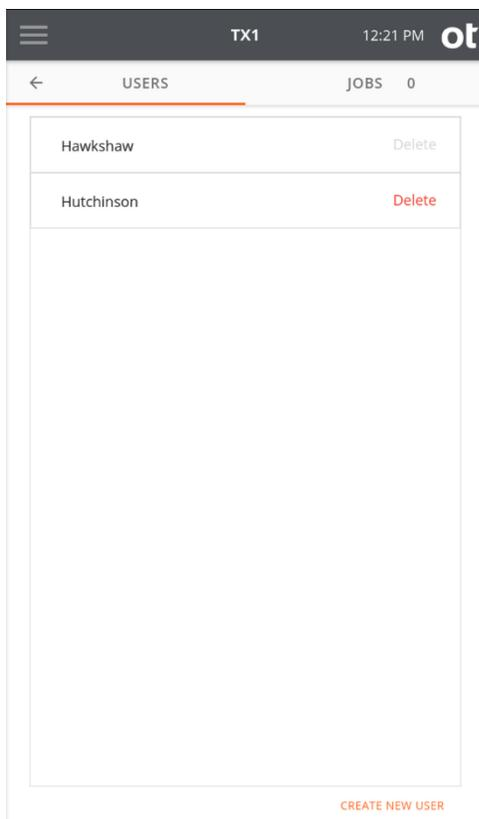 TX1 12:21 PM ot
← USERS JOBS 0
Hawkshaw Delete
Hutchinson Delete
CREATE NEW USER